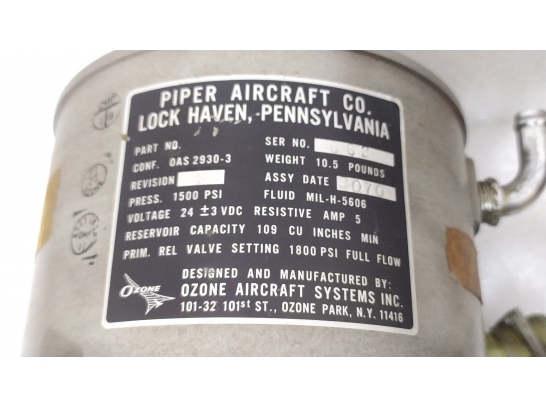 PIPER AIRCRAFT CO.
LOCK HAVEN, PENNSYLVANIA
PART NO.
SER NO.
CONF. OAS 2930-3
WEIGHT 10.5 POUNDS
REVISION
ASSY DATE 3070
PRESS. 1500 PSI
FLUID MIL-H-5606
VOLTAGE 24 ±3 VDC RESISTIVE AMP 5
RESERVOIR CAPACITY 109 CU INCHES MIN
PRIM. REL VALVE SETTING 1800 PSI FULL FLOW
DESIGNED AND MANUFACTURED BY:
OZONE
OZONE AIRCRAFT SYSTEMS INC.
101-32 101st ST., OZONE PARK, N.Y. 11416